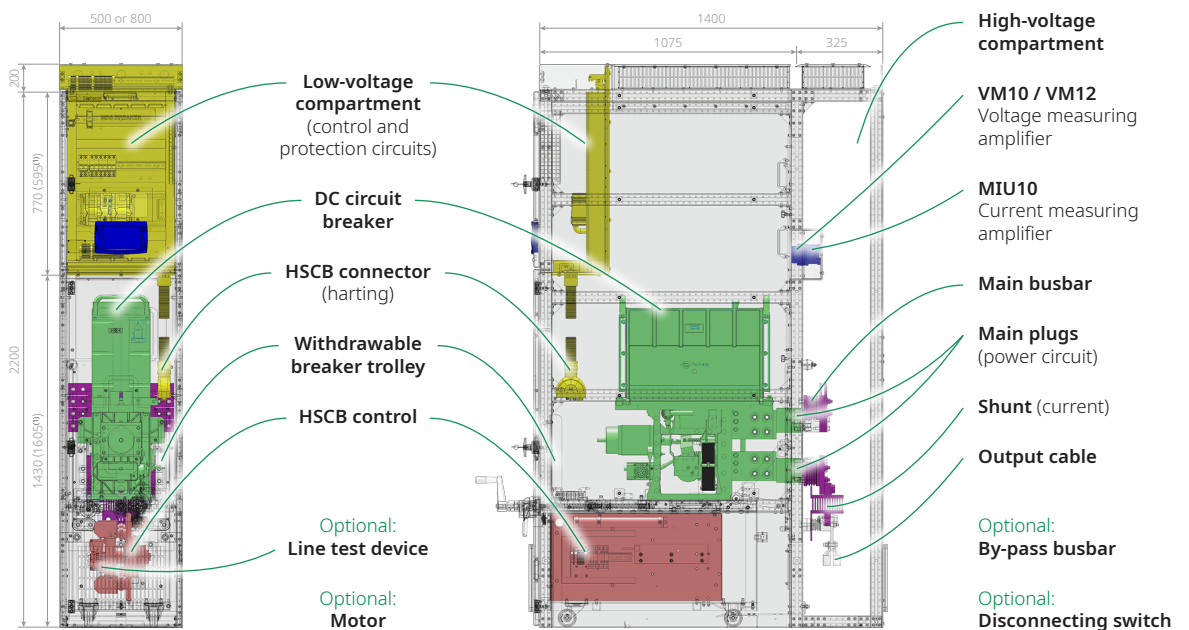 500 or 800
200
770 (595⁽¹⁾)
2200
1430 (1605⁽¹⁾)
Low-voltage
compartment
(control and
protection circuits)
DC circuit
breaker
HSCB connector
(harting)
Withdrawable
breaker trolley
HSCB control
Optional:
Line test device
Optional:
Motor
1400
1075
325
High-voltage
compartment
VM10 / VM12
Voltage measuring
amplifier
MIU10
Current measuring
amplifier
Main busbar
Main plugs
(power circuit)
Shunt (current)
Output cable
Optional:
By-pass busbar
Optional:
Disconnecting switch